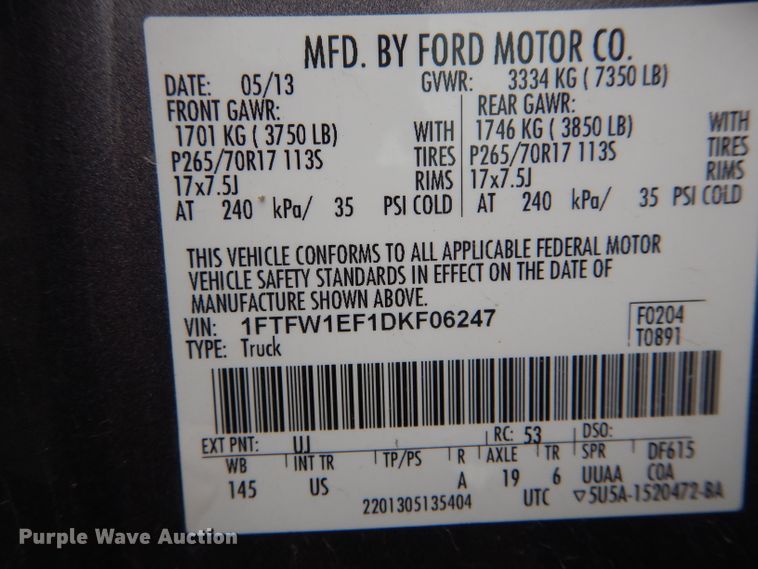 MFD. BY FORD MOTOR CO.
DATE: 05/13 GVWR: 3334 KG ( 7350 LB)
FRONT GAWR: REAR GAWR:
1701 KG ( 3750 LB) WITH 1746 KG ( 3850 LB) WITH
P265/70R17 113S TIRES P265/70R17 113S TIRES
17x7.5J RIMS 17x7.5J RIMS
AT 240 kPa/ 35 PSI COLD AT 240 kPa/ 35 PSI COLD
THIS VEHICLE CONFORMS TO ALL APPLICABLE FEDERAL MOTOR
VEHICLE SAFETY STANDARDS IN EFFECT ON THE DATE OF
MANUFACTURE SHOWN ABOVE.
VIN: 1FTFW1EF1DKF06247 F0204
TYPE: Truck T0891
EXT PNT: UJ RC: 53 DSO:
WB INT TR TP/PS R AXLE TR SPR DF615
145 US A 19 6 UUAA COA
2201305135404 UTC ▽5U5A-1520472-BA
Purple Wave Auction